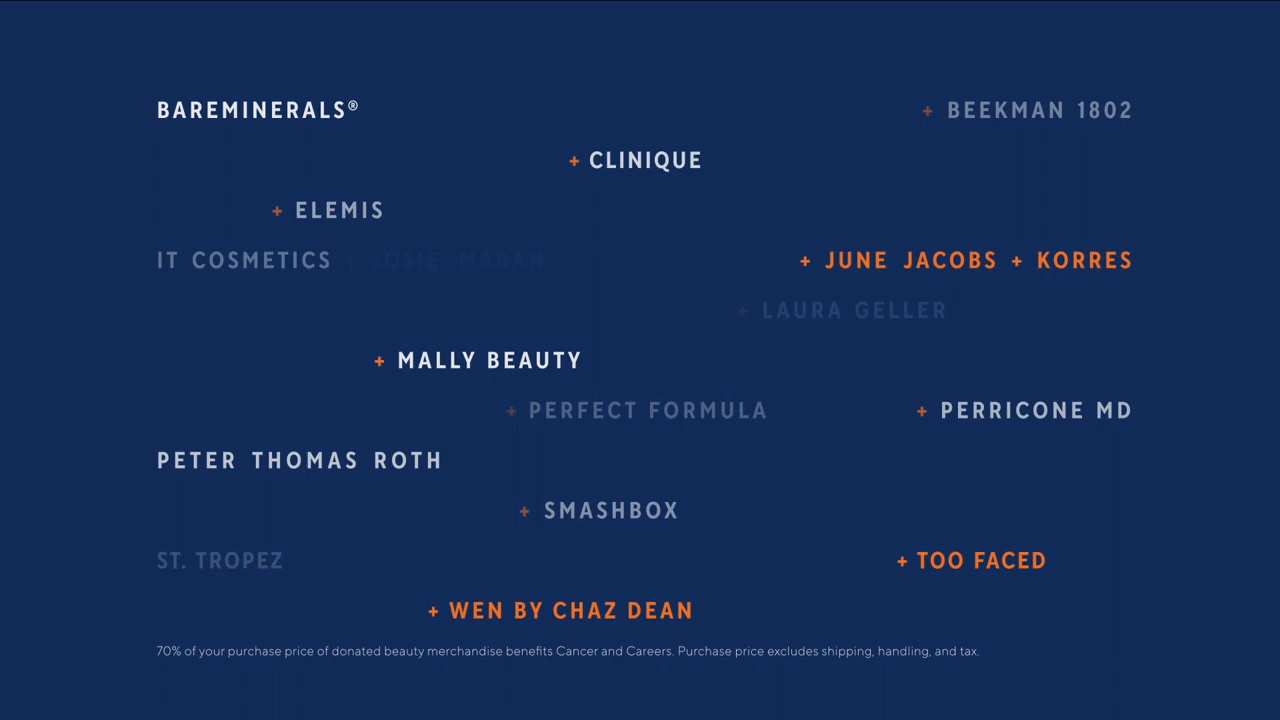 BAREMINERALS® + BEEKMAN 1802
+ CLINIQUE
+ ELEMIS
IT COSMETICS + JOSIE MARAN + JUNE JACOBS + KORRES
+ LAURA GELLER
+ MALLY BEAUTY
+ PERFECT FORMULA + PERRICONE MD
PETER THOMAS ROTH
+ SMASHBOX
ST. TROPEZ + TOO FACED
+ WEN BY CHAZ DEAN
70% of your purchase price of donated beauty merchandise benefits Cancer and Careers. Purchase price excludes shipping, handling, and tax.